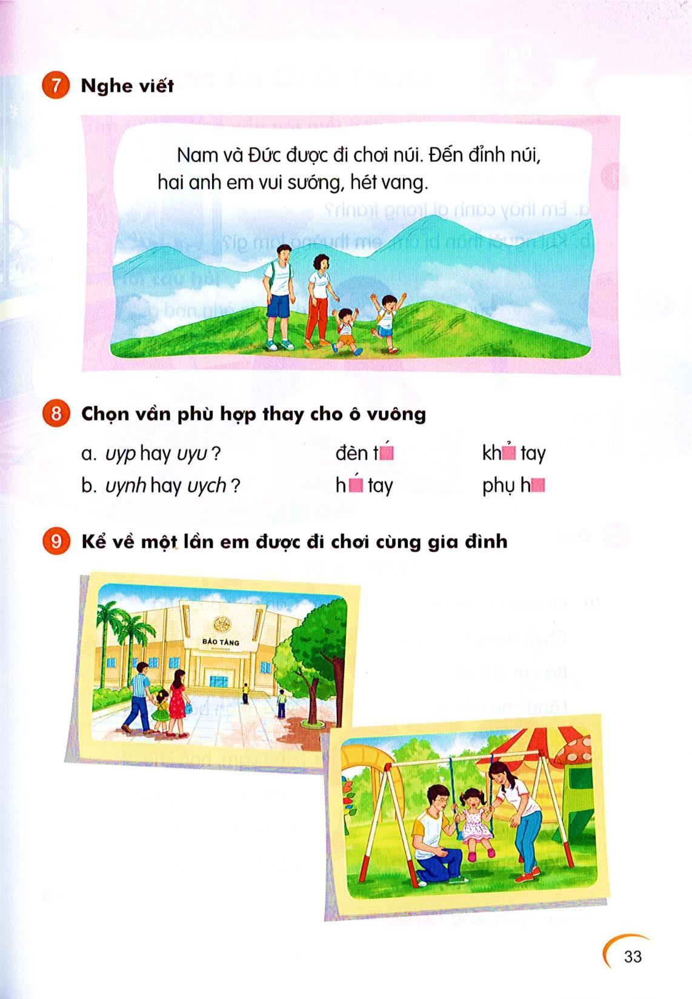 7 Nghe viết
Nam và Đức được đi chơi núi. Đến đỉnh núi,
hai anh em vui sướng, hét vang.
8 Chọn vần phù hợp thay cho ô vuông
a. uyp hay uyu ? đèn t■́ kh■̉ tay
b. uynh hay uych ? h■́ tay phụ h■
9 Kể về một lần em được đi chơi cùng gia đình
BẢO TÀNG
33